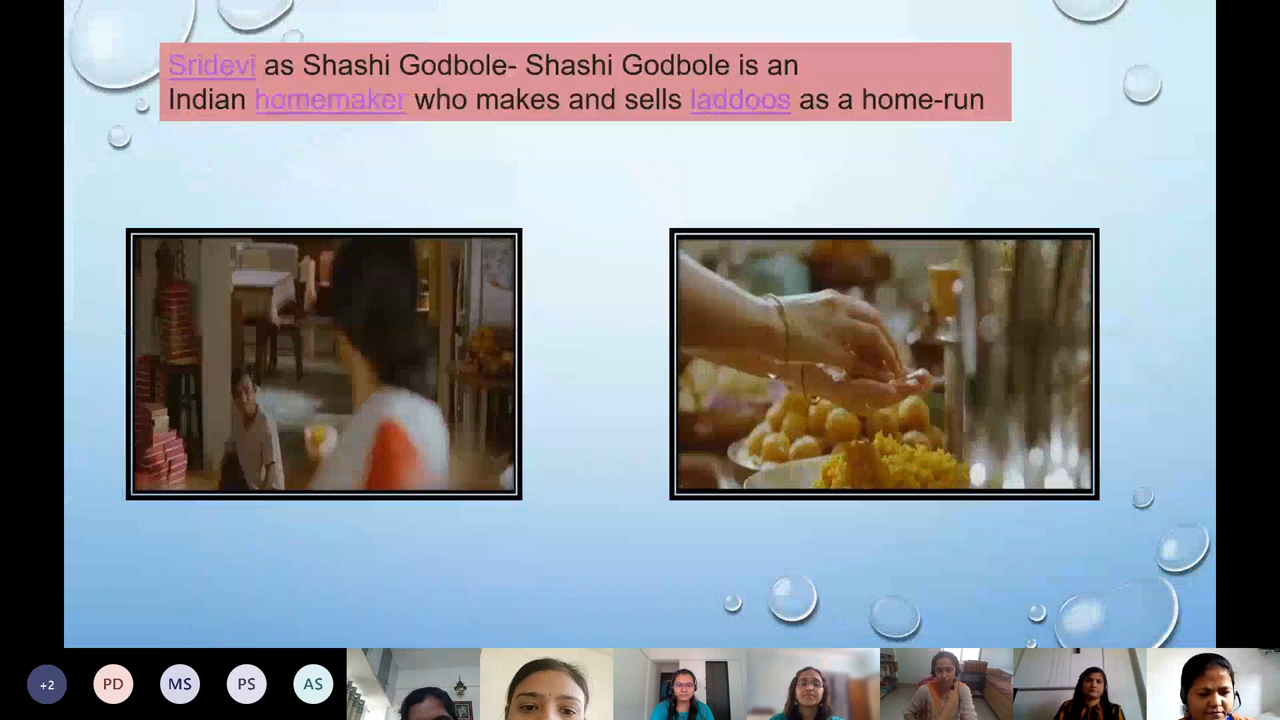 Sridevi as Shashi Godbole- Shashi Godbole is an
Indian homemaker who makes and sells laddoos as a home-run
+2
PD
MS
PS
AS